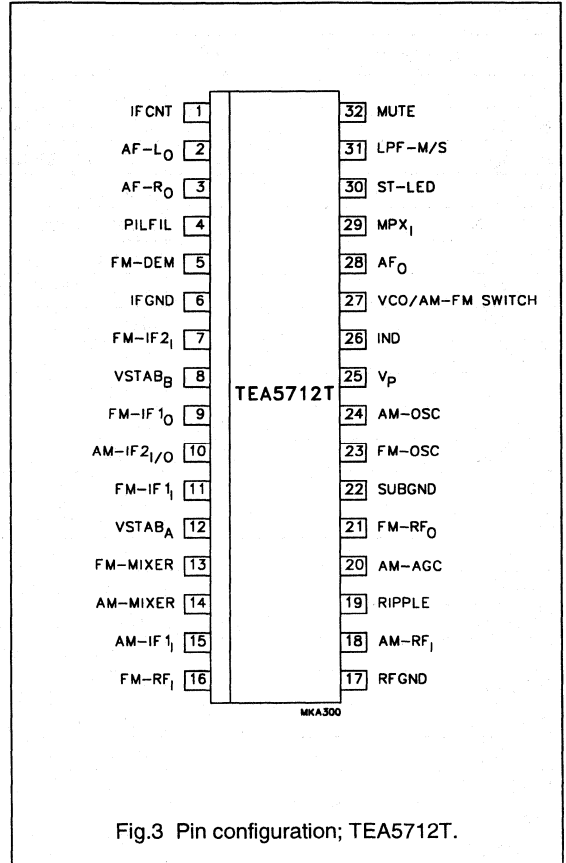 IFCNT 1 32 MUTE
AF-LO 2 31 LPF-M/S
AF-RO 3 30 ST-LED
PILFIL 4 29 MPXI
FM-DEM 5 28 AFO
IFGND 6 27 VCO/AM-FM SWITCH
FM-IF2I 7 26 IND
VSTABB 8 25 VP
TEA5712T
FM-IF1O 9 24 AM-OSC
AM-IF2I/O 10 23 FM-OSC
FM-IF1I 11 22 SUBGND
VSTABA 12 21 FM-RFO
FM-MIXER 13 20 AM-AGC
AM-MIXER 14 19 RIPPLE
AM-IF1I 15 18 AM-RFI
FM-RFI 16 17 RFGND
MKA300
Fig.3 Pin configuration; TEA5712T.